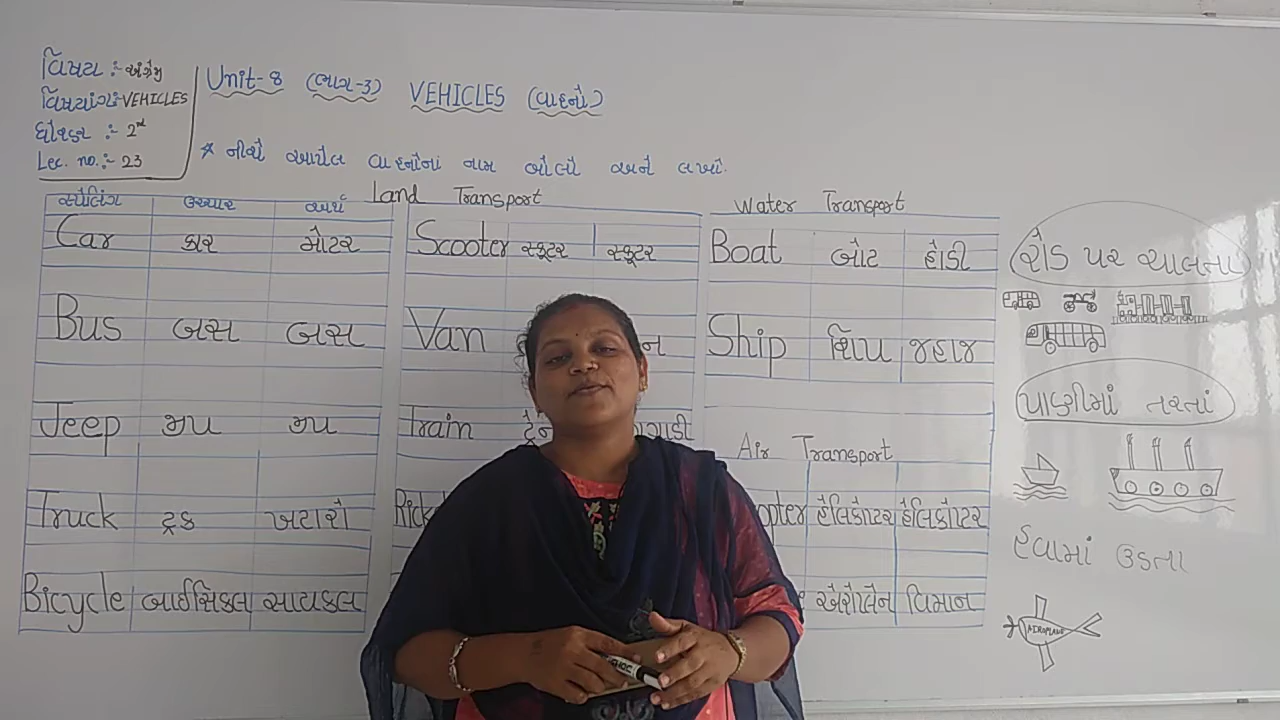 વિષય :- અંગ્રેજી
વિષયાંગ:-VEHICLES
ધોરણ :- 2nd
Lec. no. :- 23
Unit-8 (ભાગ-3) VEHICLES (વાહનો)
* નીચે આપેલ વાહનોનાં નામ બોલો અને લખો.
Land Transport
સ્પેલિંગ ઉચ્ચાર અર્થ
Car કાર મોટર
Bus બસ બસ
Jeep જીપ જીપ
Truck ટ્રક ખટારો
Bicycle બાઈસિકલ સાયકલ
Scooter સ્કૂટર સ્કૂટર
Van
Train
Water Transport
Boat બોટ હોડી
Ship શિપ જહાજ
Air Transport
હેલિકોપ્ટર હેલિકોપ્ટર
એરોપ્લેન વિમાન
રોડ પર ચાલતા
પાણીમાં તરતાં
હવામાં ઉડતા
AEROPLANE